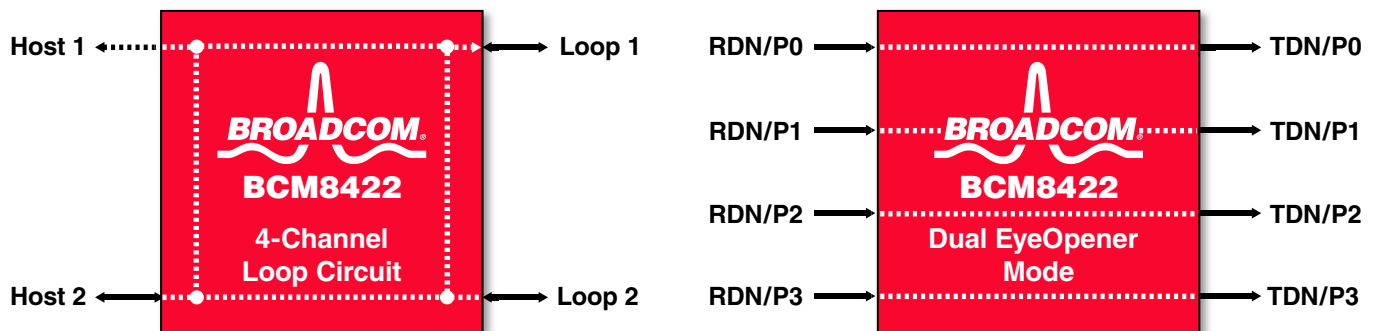 Host 1
Loop 1
BROADCOM®
BCM8422
4-Channel
Loop Circuit
Host 2
Loop 2
RDN/P0
TDN/P0
RDN/P1
BROADCOM®
TDN/P1
BCM8422
RDN/P2
TDN/P2
Dual EyeOpener
Mode
RDN/P3
TDN/P3